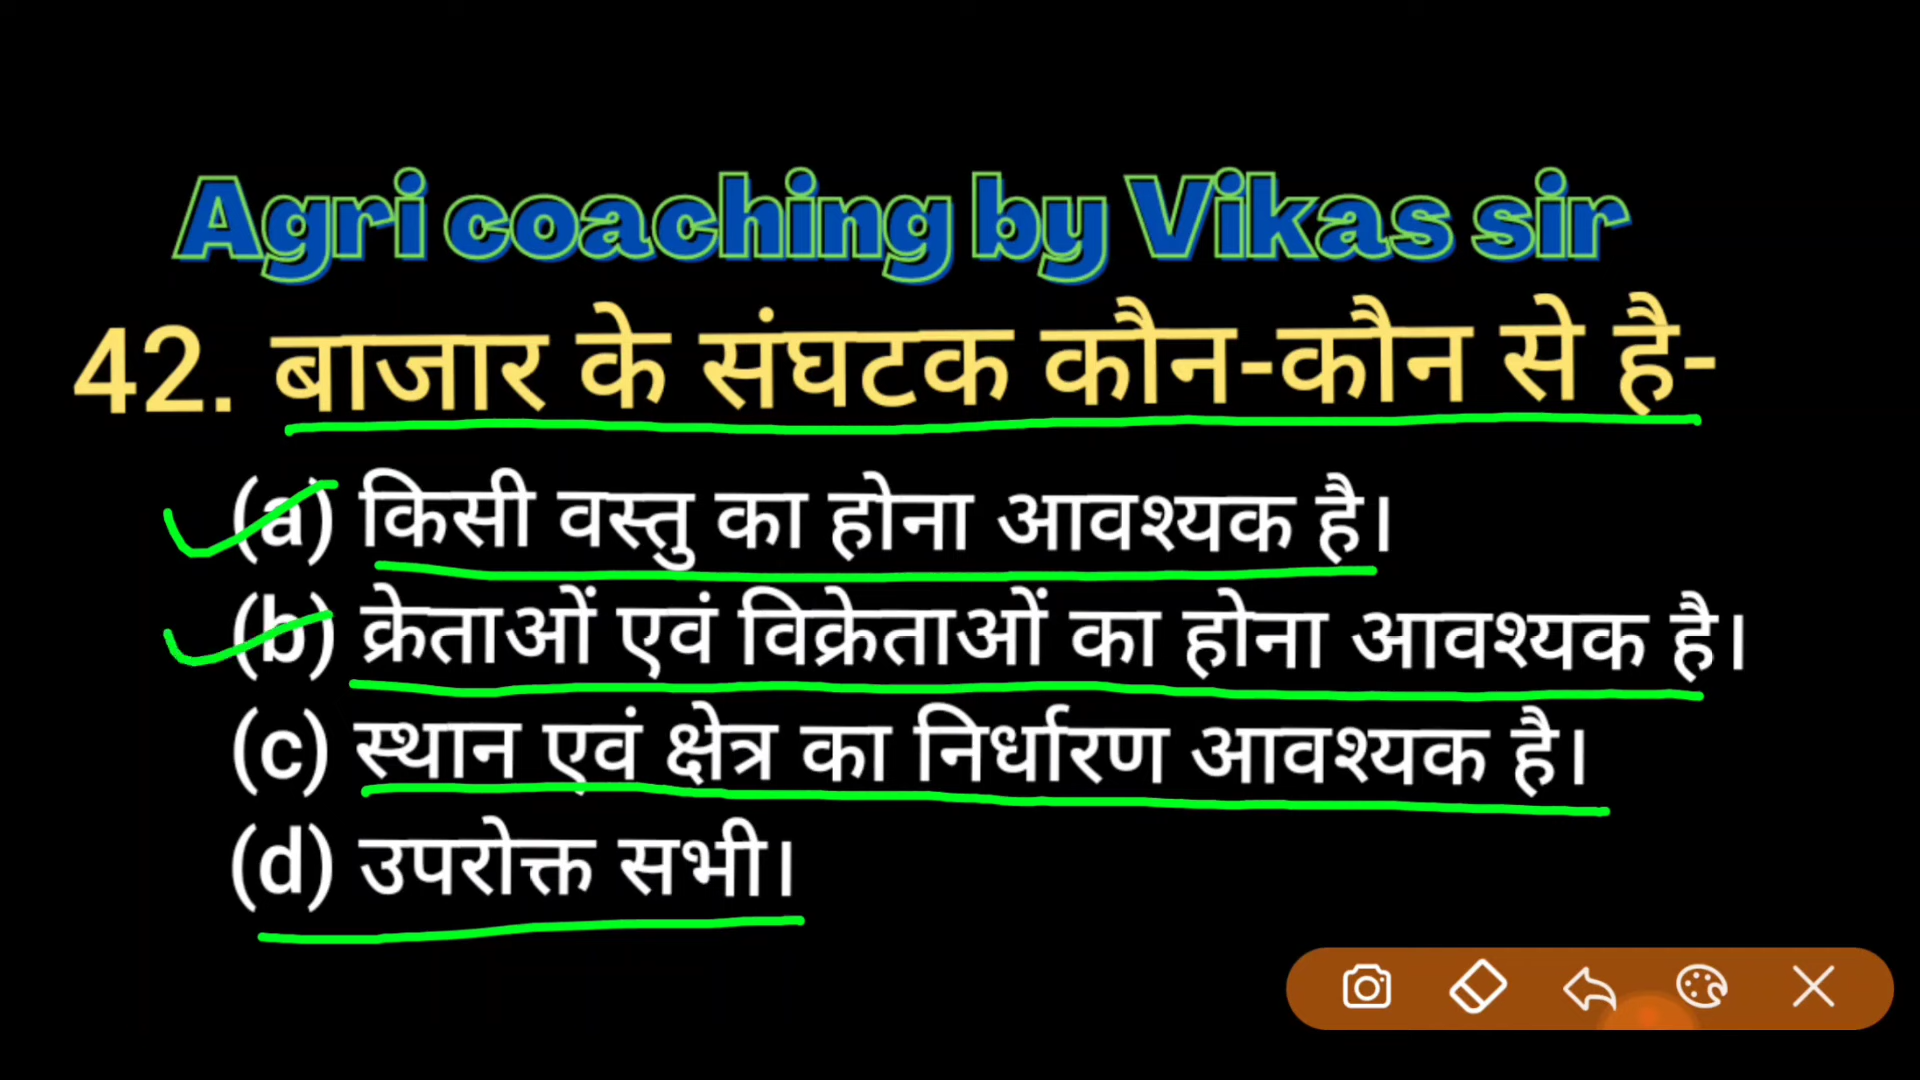 Agri coaching by Vikas sir
42. बाजार के संघटक कौन-कौन से है-
(a) किसी वस्तु का होना आवश्यक है।
(b) क्रेताओं एवं विक्रेताओं का होना आवश्यक है।
(c) स्थान एवं क्षेत्र का निर्धारण आवश्यक है।
(d) उपरोक्त सभी।